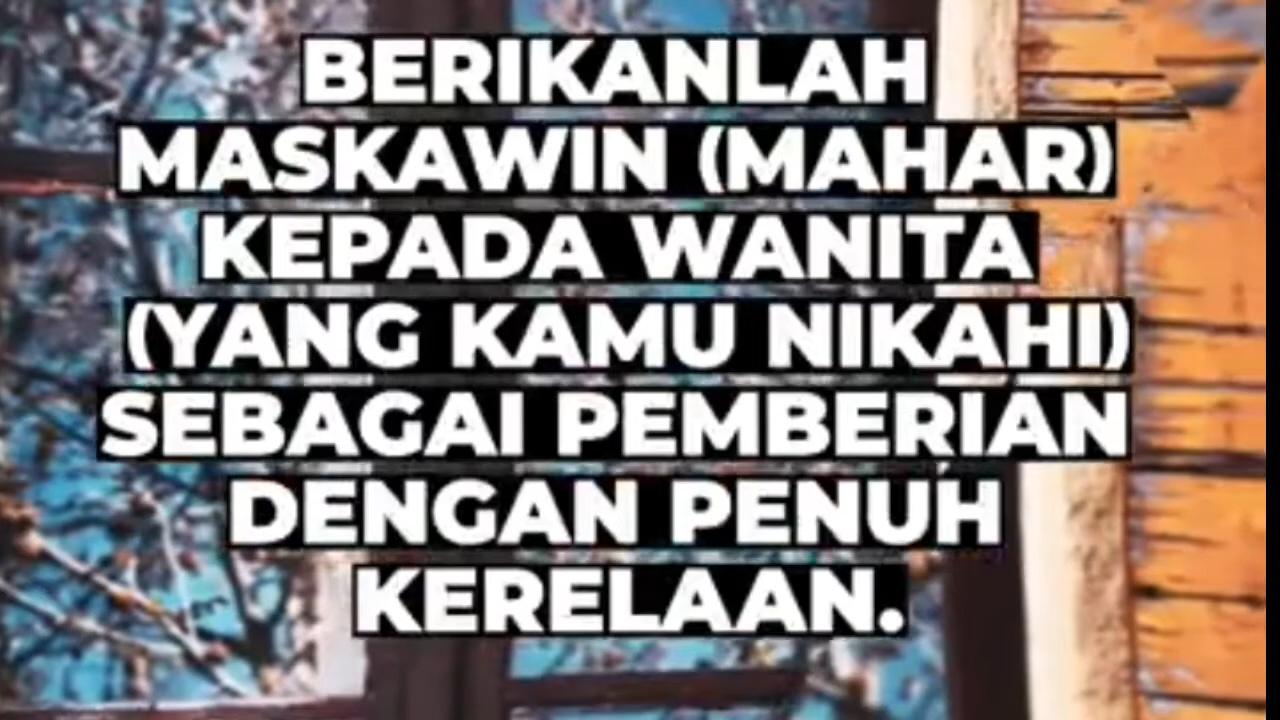 BERIKANLAH
MASKAWIN (MAHAR)
KEPADA WANITA
(YANG KAMU NIKAHI)
SEBAGAI PEMBERIAN
DENGAN PENUH
KERELAAN.